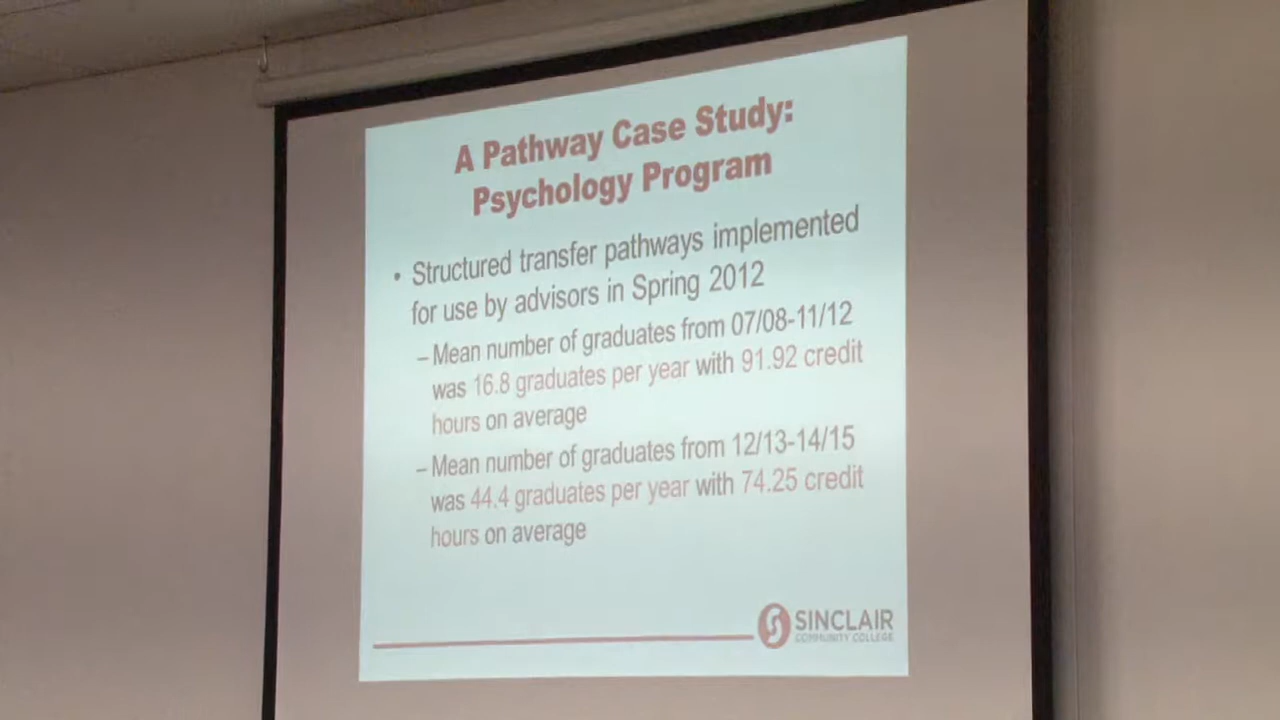 A Pathway Case Study:
Psychology Program
• Structured transfer pathways implemented
for use by advisors in Spring 2012
– Mean number of graduates from 07/08-11/12
was 16.8 graduates per year with 91.92 credit
hours on average
– Mean number of graduates from 12/13-14/15
was 44.4 graduates per year with 74.25 credit
hours on average
SINCLAIR
COMMUNITY COLLEGE